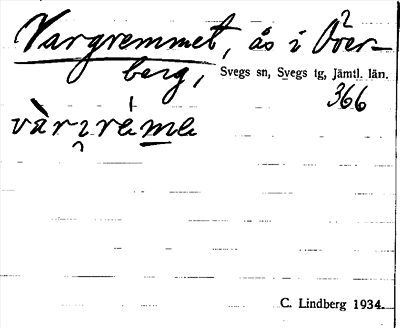 Vargremmet, ås i Över-
berg, Svegs sn, Svegs tg, Jämtl. län.
366
C. Lindberg 1934.